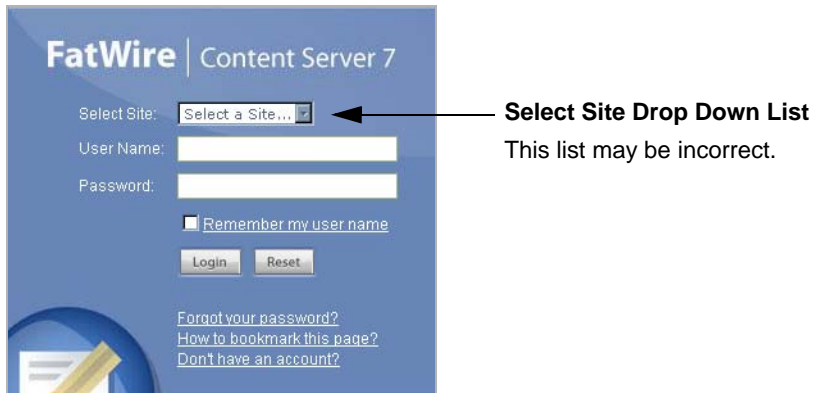 FatWire | Content Server 7
Select Site: Select a Site...
Select Site Drop Down List
This list may be incorrect.
User Name:
Password:
Remember my user name
Login Reset
Forgot your password?
How to bookmark this page?
Don't have an account?